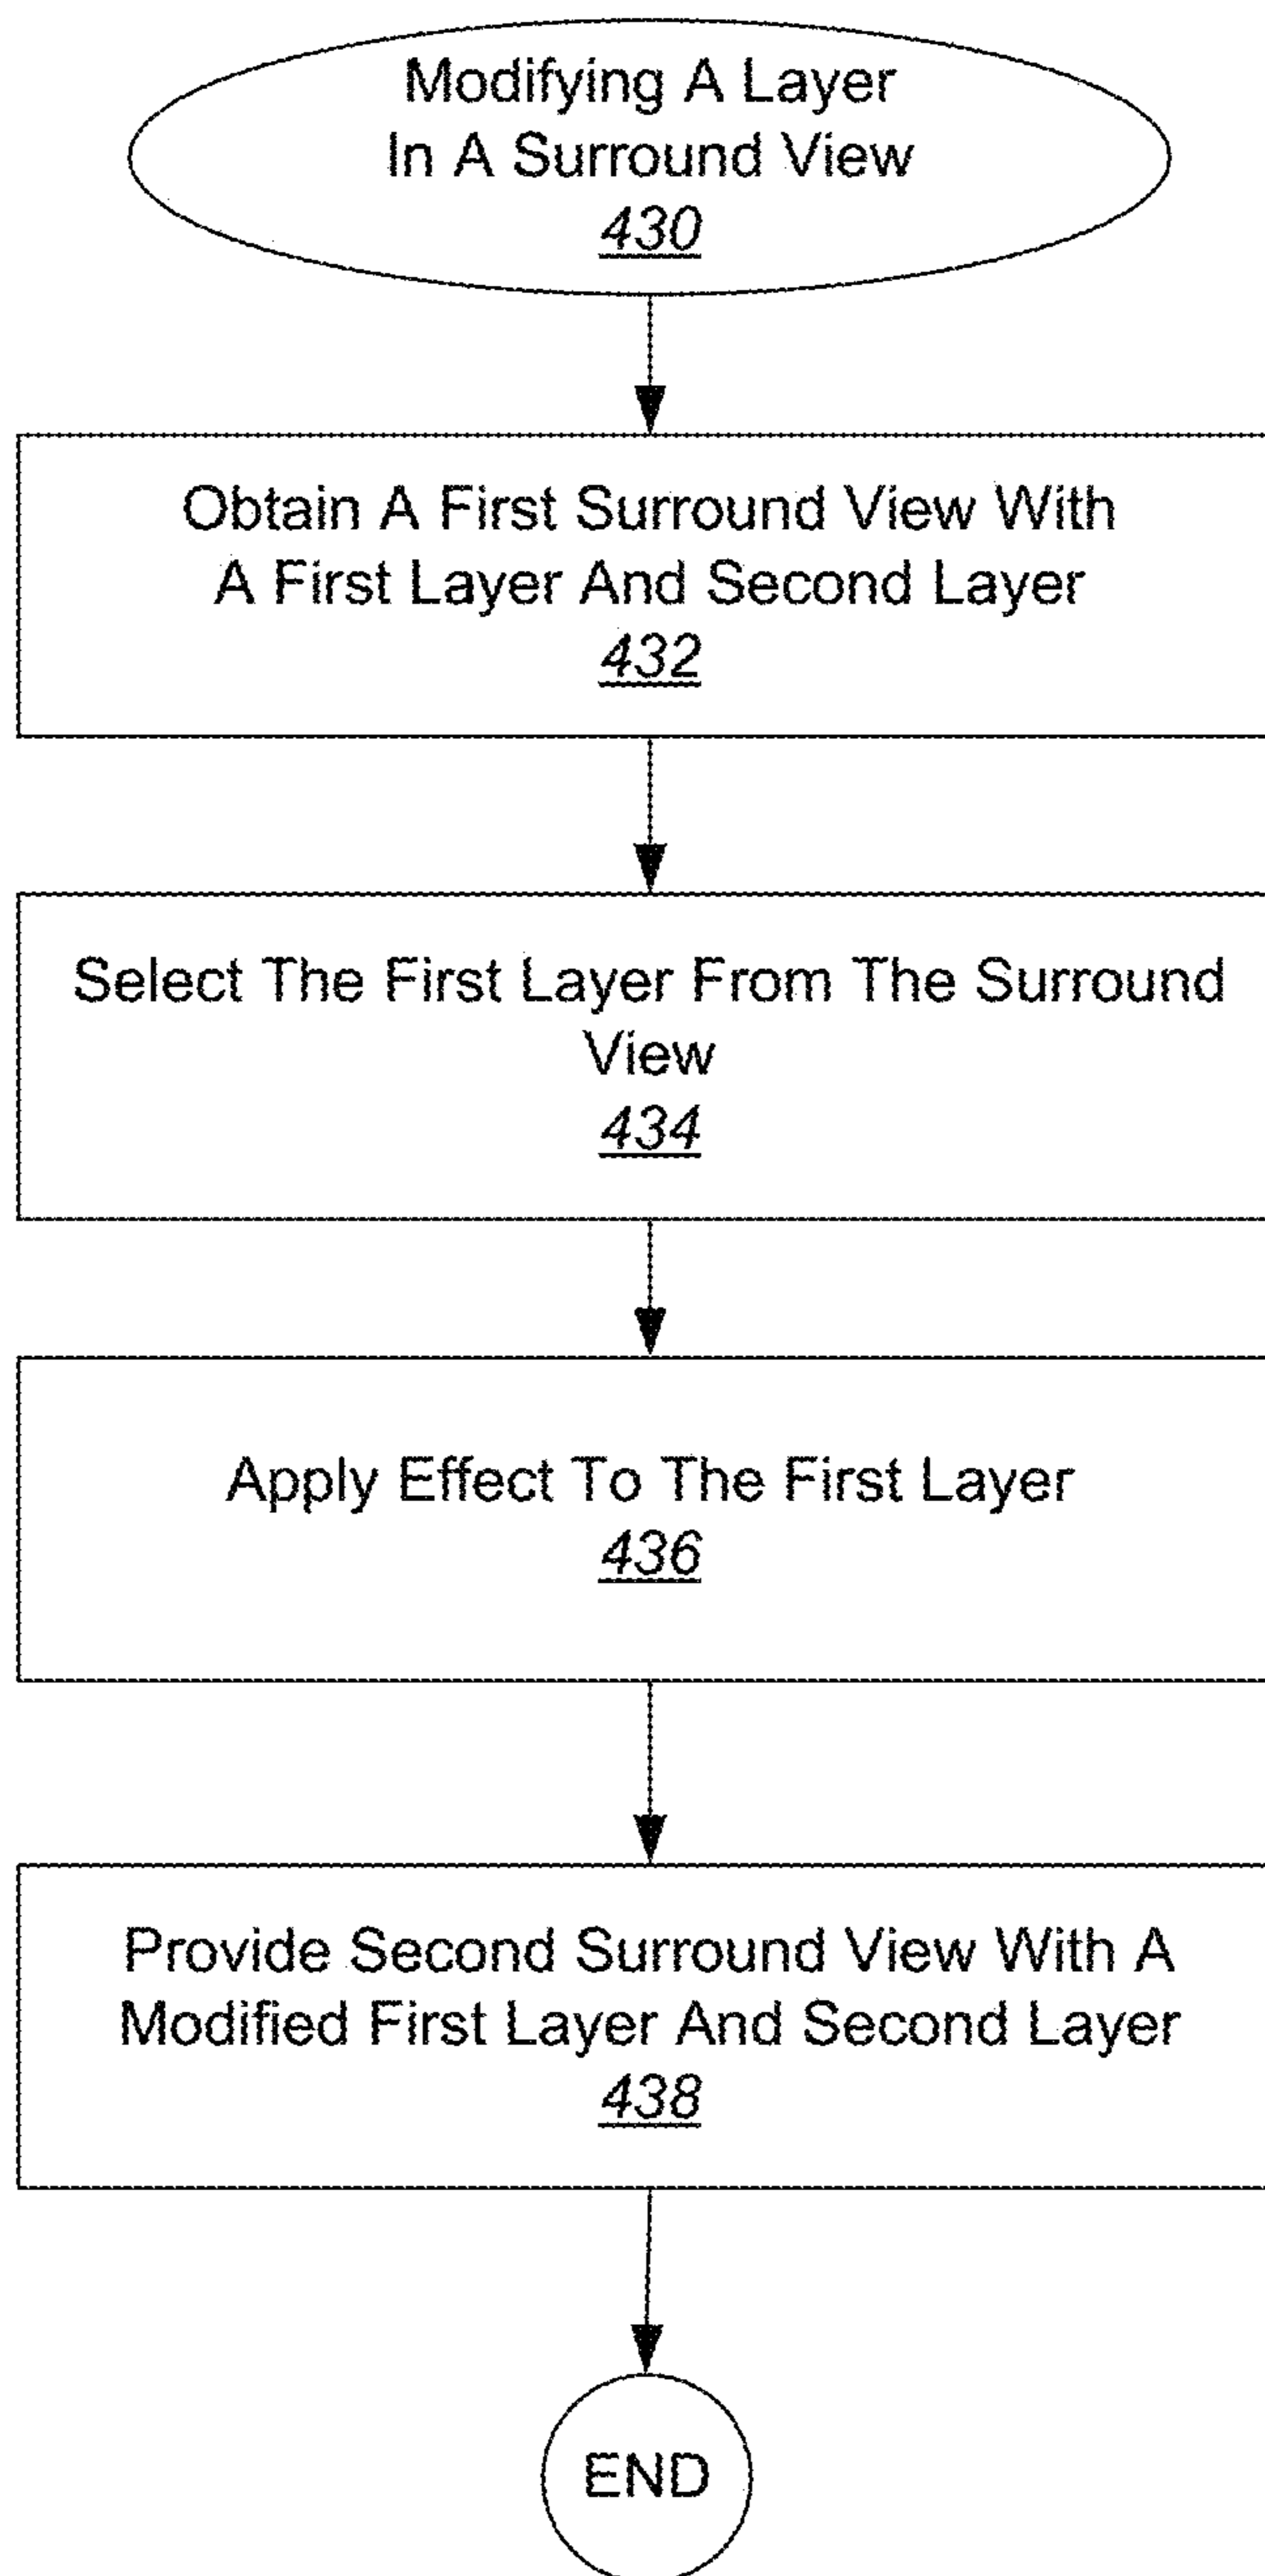 Modifying A Layer
In A Surround View
430
Obtain A First Surround View With
A First Layer And Second Layer
432
Select The First Layer From The Surround
View
434
Apply Effect To The First Layer
436
Provide Second Surround View With A
Modified First Layer And Second Layer
438
END